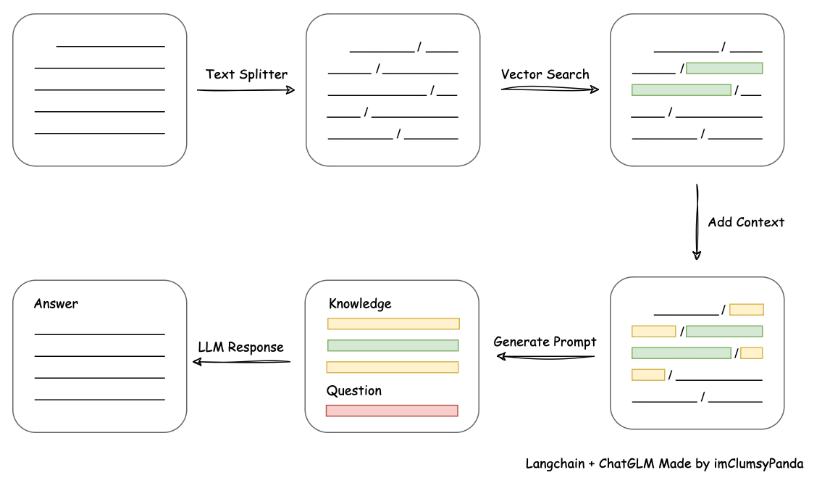 Text Splitter
Vector Search
Add Context
Answer
LLM Response
Knowledge
Question
Generate Prompt
Langchain + ChatGLM Made by imClumsyPanda